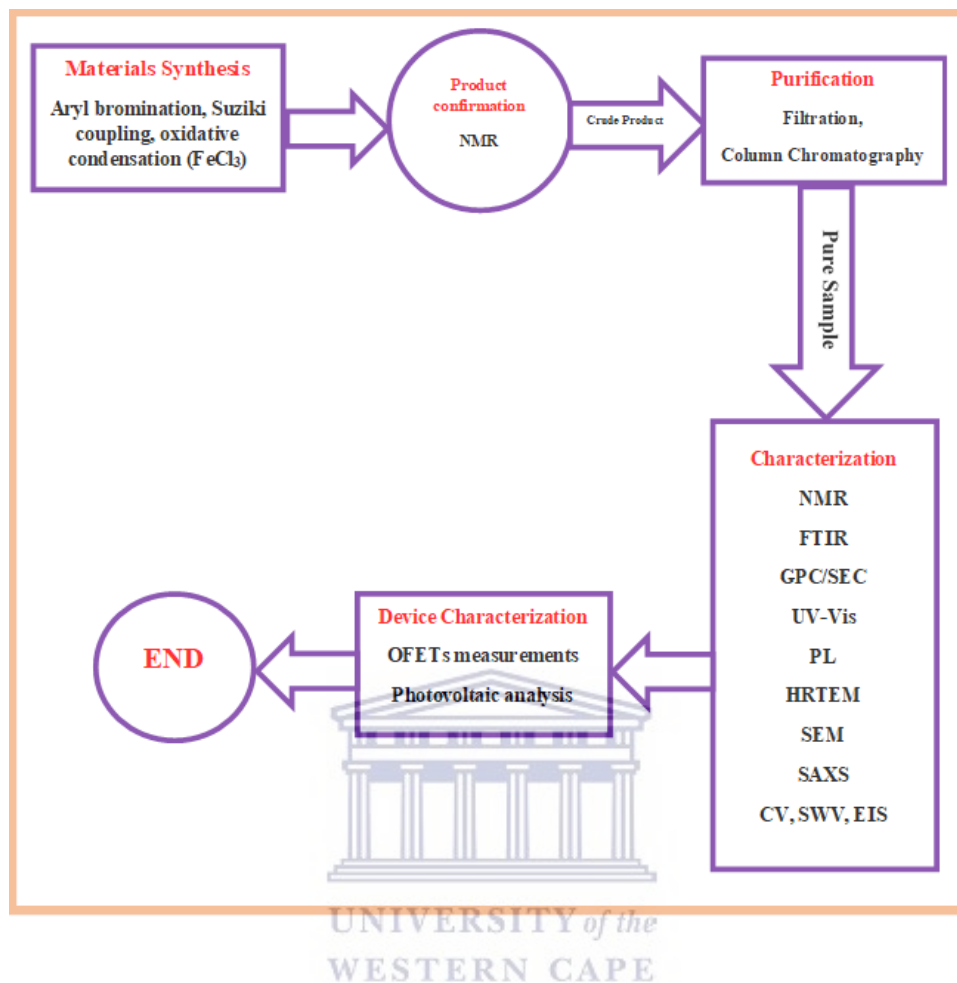 Materials Synthesis
Aryl bromination, Suziki
coupling, oxidative
condensation (FeCl₃)
Product
confirmation
NMR
Crude Product
Purification
Filtration,
Column Chromatography
Pure Sample
Characterization
NMR
FTIR
GPC/SEC
UV-Vis
PL
HRTEM
SEM
SAXS
CV, SWV, EIS
Device Characterization
OFETs measurements
Photovoltaic analysis
END
UNIVERSITY of the
WESTERN CAPE